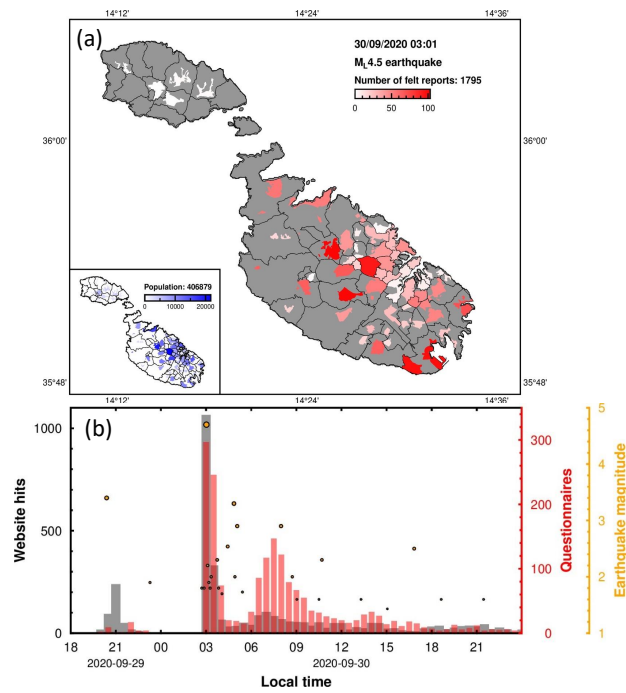 14°12' 14°24' 14°36'
(a)
30/09/2020 03:01
ML4.5 earthquake
Number of felt reports: 1795
0 50 100
36°00' 36°00'
Population: 406879
0 10000 20000
35°48' 35°48'
14°12' 14°24' 14°36'
(b)
Website hits
1000
500
0
Questionnaires
300
200
100
0
Earthquake magnitude
5
4
3
2
1
18 21 00 03 06 09 12 15 18 21
2020-09-29 2020-09-30
Local time